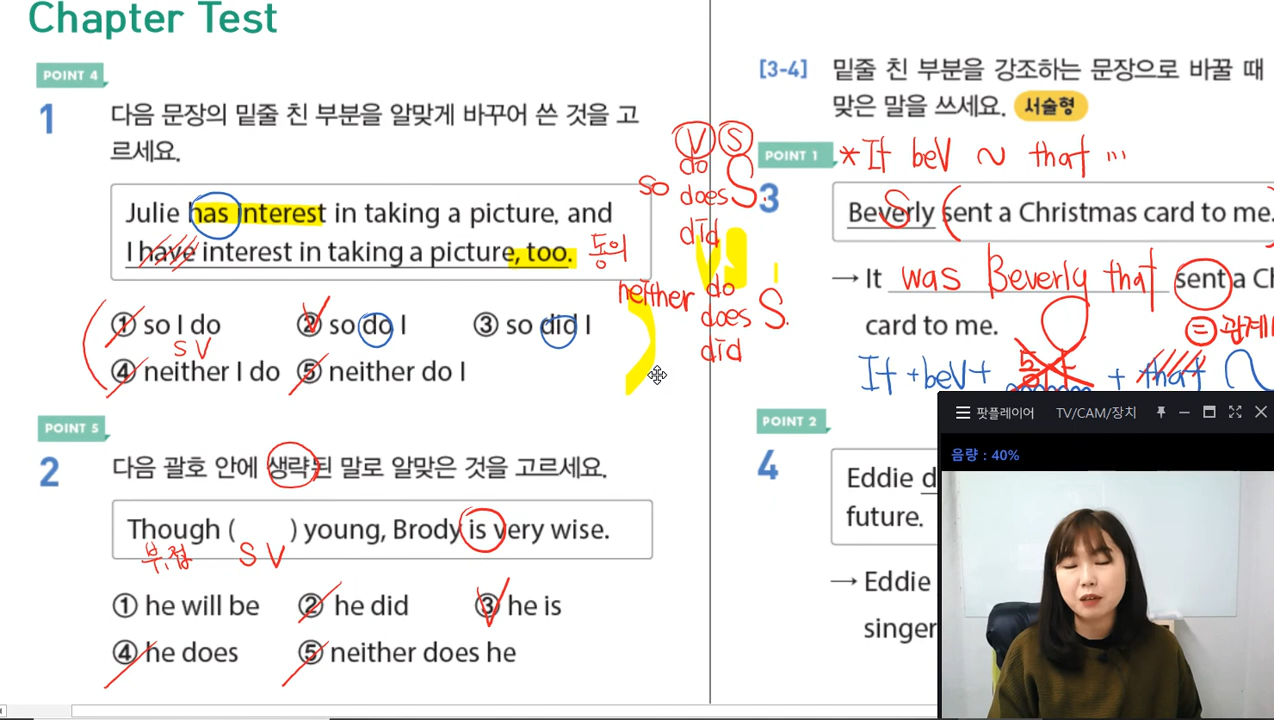 Chapter Test
POINT 4
1
다음 문장의 밑줄 친 부분을 알맞게 바꾸어 쓴 것을 고
르세요.
Julie has interest in taking a picture, and
I have interest in taking a picture, too. 동의
① so I do ② so do I ③ so did I
S V
④ neither I do ⑤ neither do I
V S
so do does did S.
neither do does did S.
POINT 5
2
다음 괄호 안에 생략된 말로 알맞은 것을 고르세요.
Though ( ) young, Brody is very wise.
부.접 S V
① he will be ② he did ③ he is
④ he does ⑤ neither does he
[3-4] 밑줄 친 부분을 강조하는 문장으로 바꿀 때
맞은 말을 쓰세요. 서술형
POINT 1
*It beV ~ that ...
3
S
Beverly sent a Christmas card to me.
→ It was Beverly that sent a Ch
card to me.
= 관계
It + beV + + that
POINT 2
4
Eddie d
future.
→ Eddie
singer
팟플레이어 TV/CAM/장치
음량 : 40%